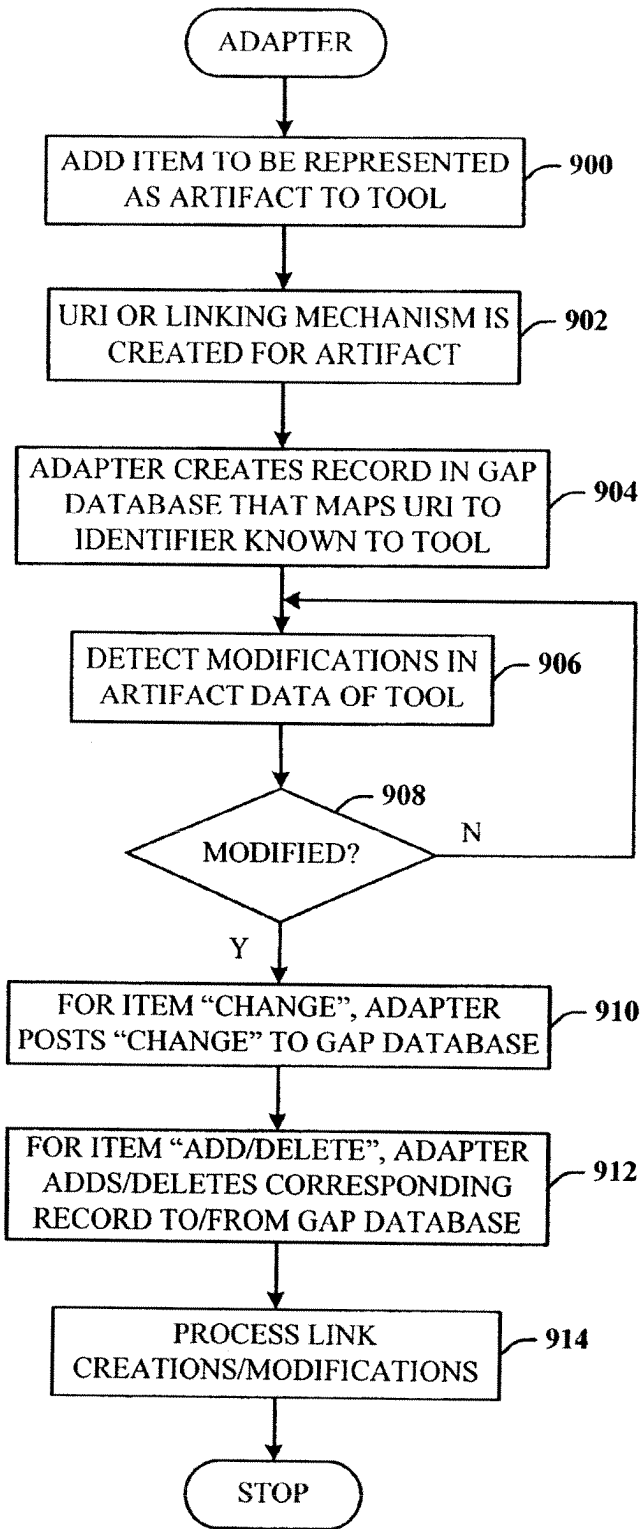 ADAPTER
ADD ITEM TO BE REPRESENTED
AS ARTIFACT TO TOOL
900
URI OR LINKING MECHANISM IS
CREATED FOR ARTIFACT
902
ADAPTER CREATES RECORD IN GAP
DATABASE THAT MAPS URI TO
IDENTIFIER KNOWN TO TOOL
904
DETECT MODIFICATIONS IN
ARTIFACT DATA OF TOOL
906
908
MODIFIED?
N
Y
FOR ITEM “CHANGE”, ADAPTER
POSTS “CHANGE” TO GAP DATABASE
910
FOR ITEM “ADD/DELETE”, ADAPTER
ADDS/DELETES CORRESPONDING
RECORD TO/FROM GAP DATABASE
912
PROCESS LINK
CREATIONS/MODIFICATIONS
914
STOP